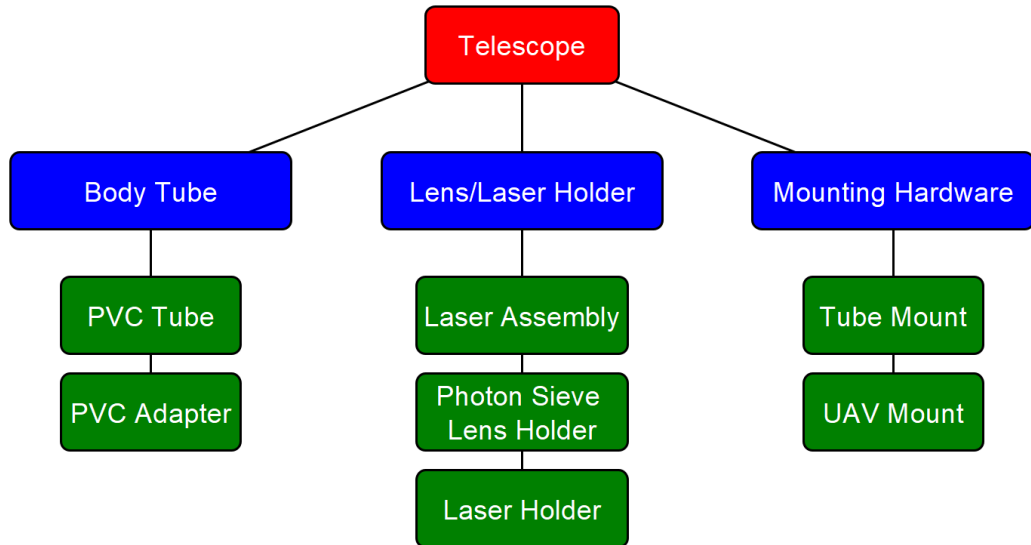 Telescope
Body Tube
Lens/Laser Holder
Mounting Hardware
PVC Tube
Laser Assembly
Tube Mount
PVC Adapter
Photon Sieve
Lens Holder
UAV Mount
Laser Holder